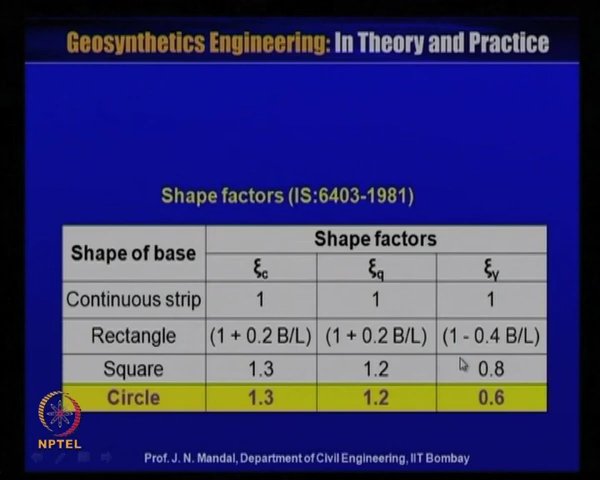 Geosynthetics Engineering: In Theory and Practice
Shape factors (IS:6403-1981)
Shape of base
Shape factors
ξc ξq ξγ
Continuous strip 1 1 1
Rectangle (1 + 0.2 B/L) (1 + 0.2 B/L) (1 - 0.4 B/L)
Square 1.3 1.2 0.8
Circle 1.3 1.2 0.6
NPTEL
Prof. J. N. Mandal, Department of Civil Engineering, IIT Bombay